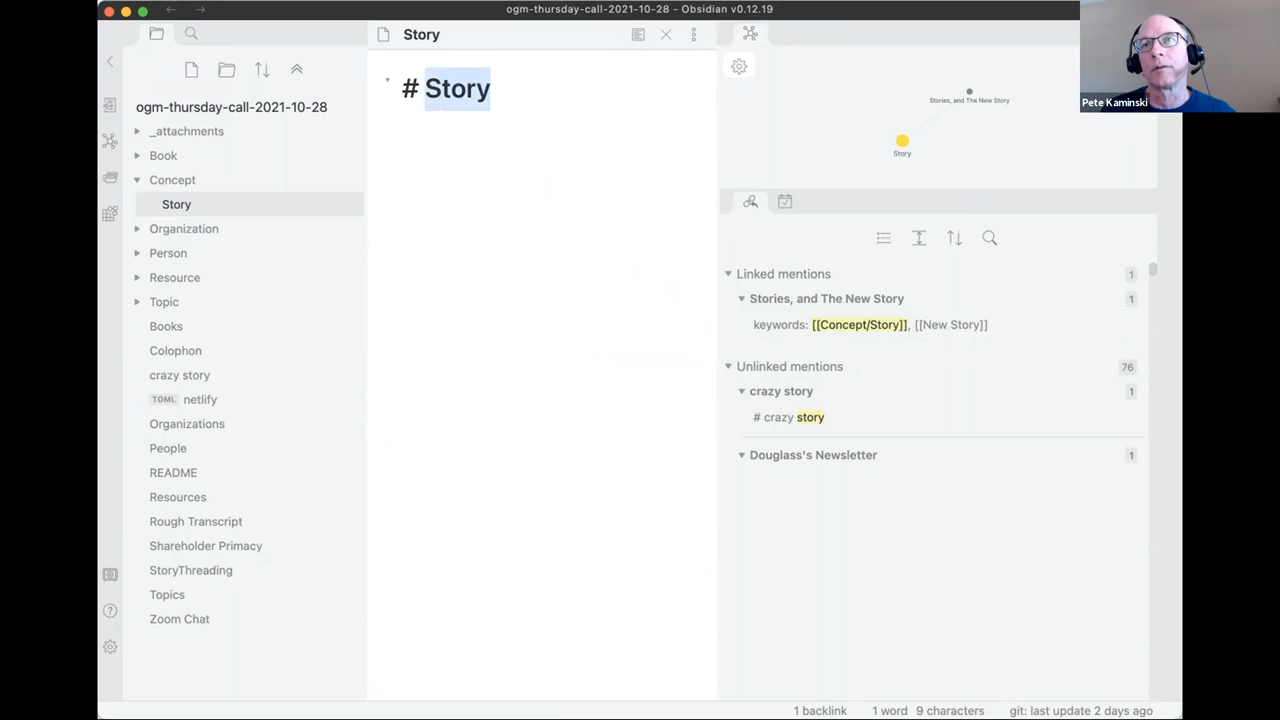 ogm-thursday-call-2021-10-28 - Obsidian v0.12.19
Story
# Story
ogm-thursday-call-2021-10-28
_attachments
Book
Concept
Story
Organization
Person
Resource
Topic
Books
Colophon
crazy story
TOML netlify
Organizations
People
README
Resources
Rough Transcript
Shareholder Primacy
StoryThreading
Topics
Zoom Chat
Stories, and The New Story
Story
Linked mentions 1
Stories, and The New Story 1
keywords: [[Concept/Story]], [[New Story]]
Unlinked mentions 76
crazy story 1
# crazy story
Douglass's Newsletter 1
1 backlink 1 word 9 characters git: last update 2 days ago
Pete Kaminski